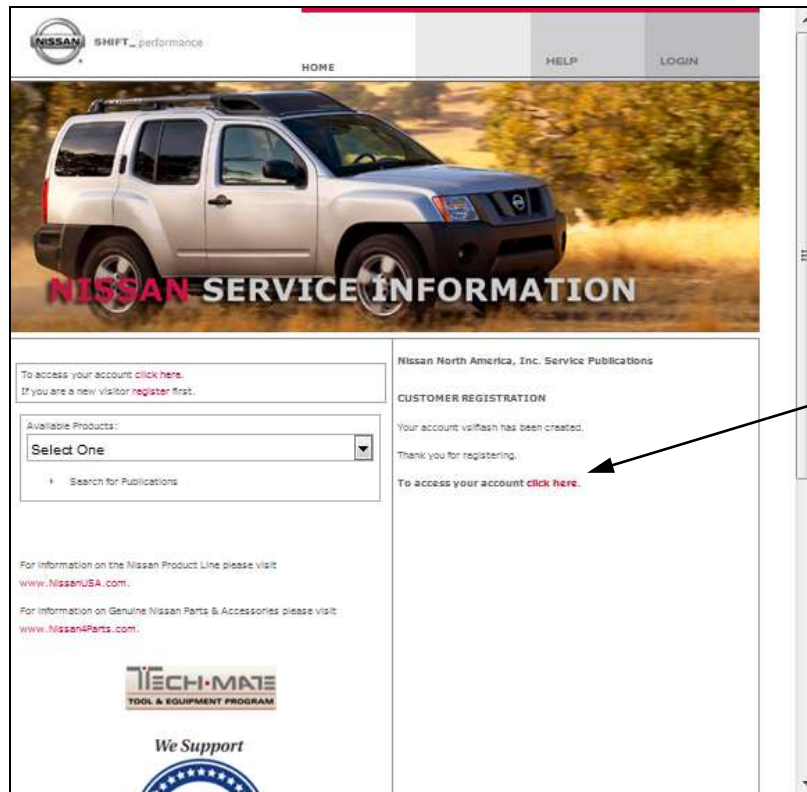 NISSAN
SHIFT_ performance
HOME
HELP
LOGIN
NISSAN SERVICE INFORMATION
To access your account click here.
If you are a new visitor register first.
Available Products:
Select One
Search for Publications
For information on the Nissan Product Line please visit
www.NissanUSA.com.
For information on Genuine Nissan Parts & Accessories please visit
www.Nissan4Parts.com.
TECH·MATE
TOOL & EQUIPMENT PROGRAM
We Support
Nissan North America, Inc. Service Publications
CUSTOMER REGISTRATION
Your account vsiflash has been created.
Thank you for registering.
To access your account click here.